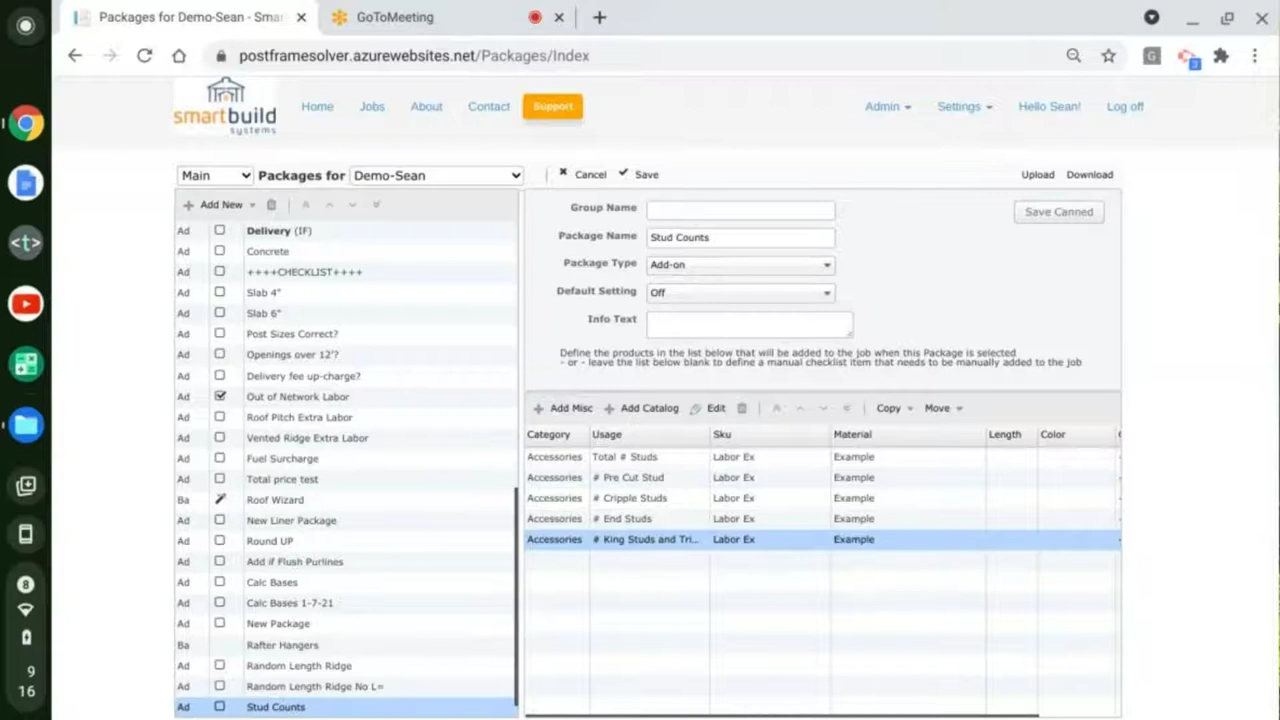 Packages for Demo-Sean - Smar
GoToMeeting
postframesolver.azurewebsites.net/Packages/Index
G
3
smartbuild
systems
Home
Jobs
About
Contact
Support
Admin
Settings
Hello Sean!
Log off
Main
Packages for
Demo-Sean
Cancel
Save
Upload
Download
Add New
Ad Delivery (IF)
Ad Concrete
Ad ++++CHECKLIST++++
Ad Slab 4"
Ad Slab 6"
Ad Post Sizes Correct?
Ad Openings over 12'?
Ad Delivery fee up-charge?
Ad Out of Network Labor
Ad Roof Pitch Extra Labor
Ad Vented Ridge Extra Labor
Ad Fuel Surcharge
Ad Total price test
Ba Roof Wizard
Ad New Liner Package
Ad Round UP
Ad Add if Flush Purlines
Ad Calc Bases
Ad Calc Bases 1-7-21
Ad New Package
Ba Rafter Hangers
Ad Random Length Ridge
Ad Random Length Ridge No L=
Ad Stud Counts
Group Name
Save Canned
Package Name Stud Counts
Package Type Add-on
Default Setting Off
Info Text
Define the products in the list below that will be added to the job when this Package is selected
- or - leave the list below blank to define a manual checklist item that needs to be manually added to the job
Add Misc
Add Catalog
Edit
Copy
Move
Category Usage Sku Material Length Color
Accessories Total # Studs Labor Ex Example
Accessories # Pre Cut Stud Labor Ex Example
Accessories # Cripple Studs Labor Ex Example
Accessories # End Studs Labor Ex Example
Accessories # King Studs and Tri... Labor Ex Example
<t>
8
9
16